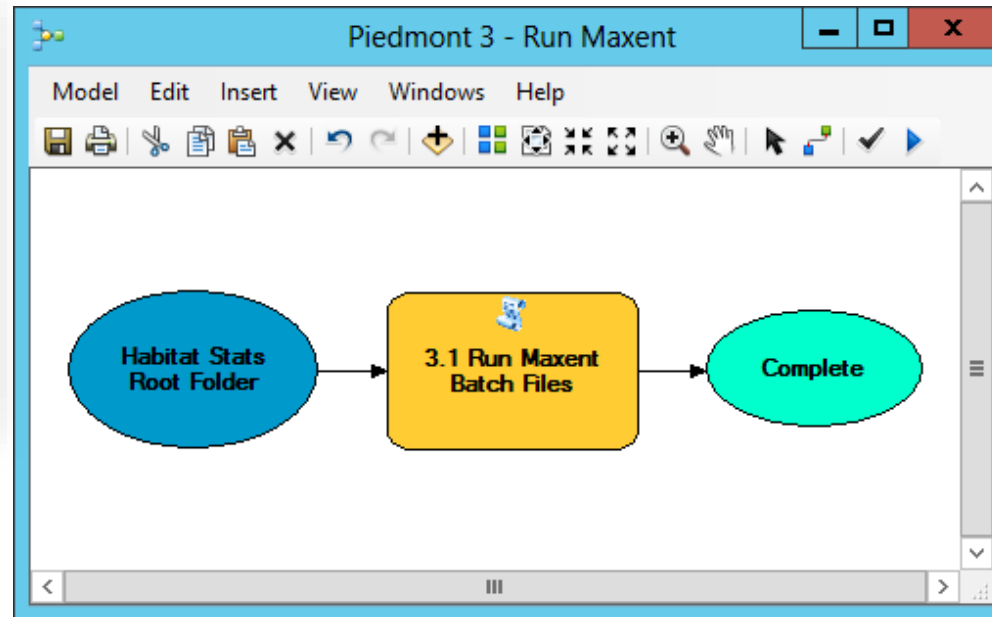 Piedmont 3 - Run Maxent
Model Edit Insert View Windows Help
Habitat Stats
Root Folder
3.1 Run Maxent
Batch Files
Complete